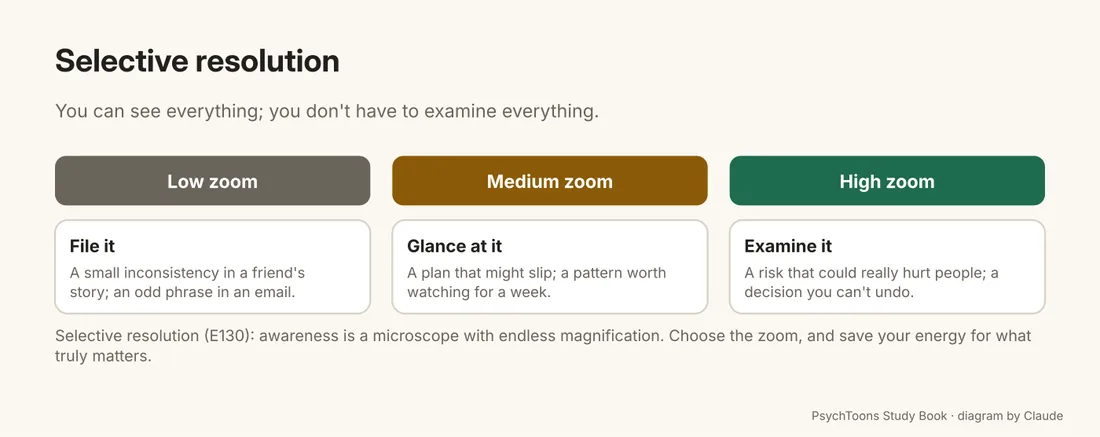 Selective resolution
You can see everything; you don't have to examine everything.
Low zoom
Medium zoom
High zoom
File it
A small inconsistency in a friend's
story; an odd phrase in an email.
Glance at it
A plan that might slip; a pattern worth
watching for a week.
Examine it
A risk that could really hurt people; a
decision you can't undo.
Selective resolution (E130): awareness is a microscope with endless magnification. Choose the zoom, and save your energy for what
truly matters.
PsychToons Study Book · diagram by Claude